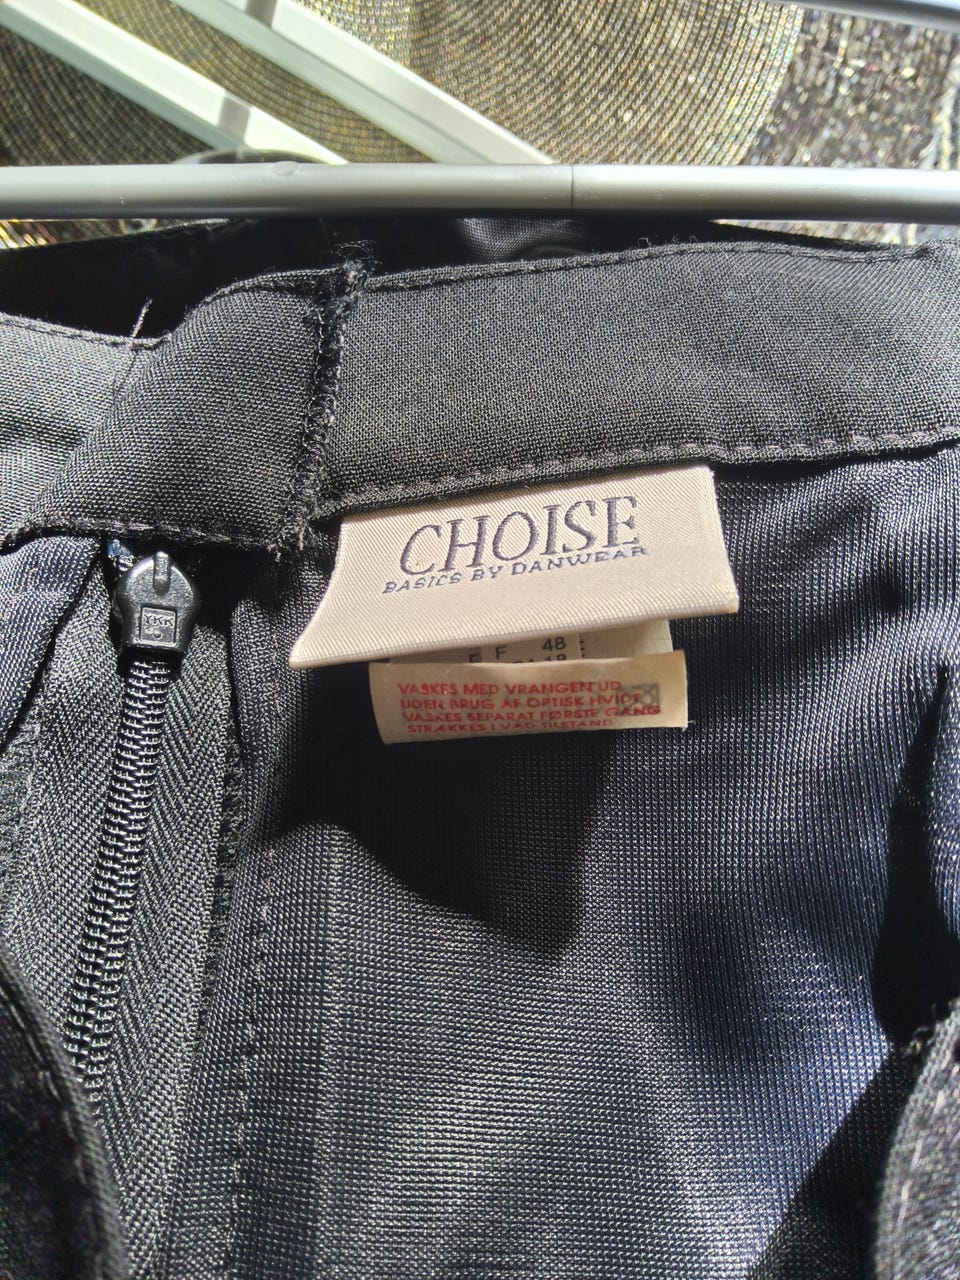 CHOISE
BASICS BY DANWEAR
F 48
VASKES MED VRANGEN UD
UDEN BRUG AF OPTISK HVIDT
VASKES SEPARAT FØRSTE GANG
STRÆKKES I VÅD TILSTAND
YKK